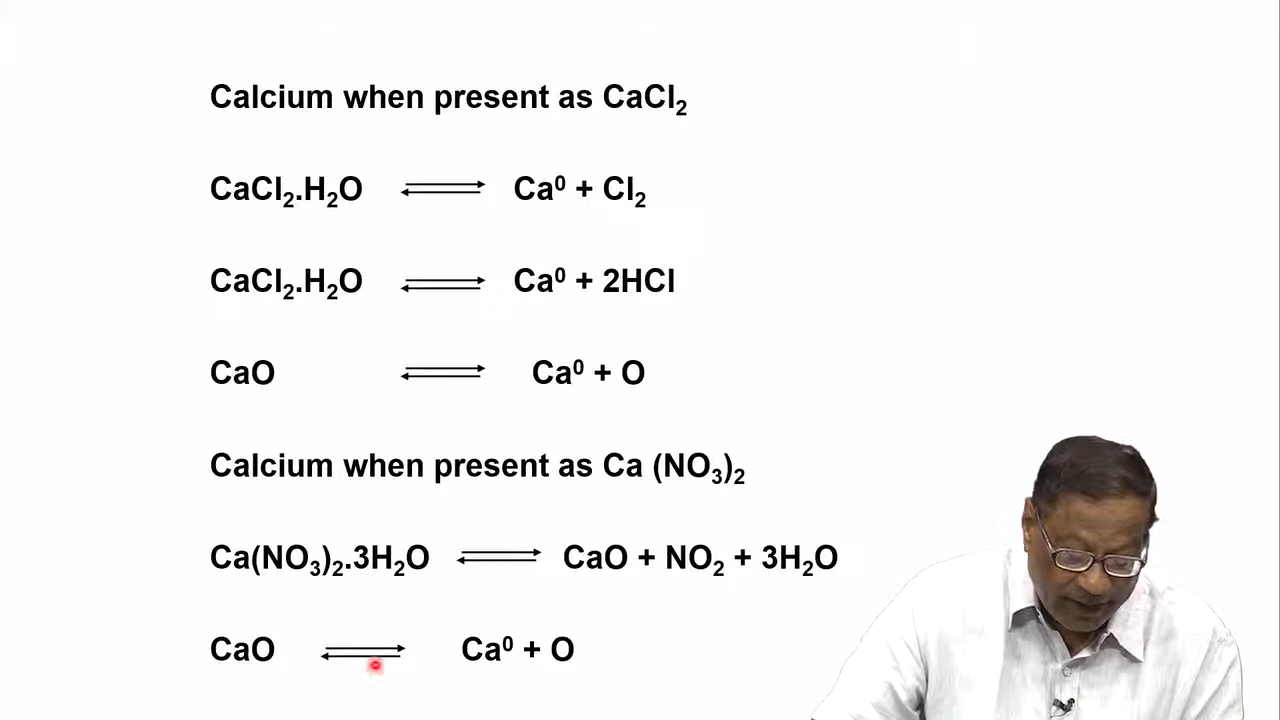 Calcium when present as CaCl₂
CaCl₂.H₂O ⇌ Ca⁰ + Cl₂
CaCl₂.H₂O ⇌ Ca⁰ + 2HCl
CaO ⇌ Ca⁰ + O
Calcium when present as Ca (NO₃)₂
Ca(NO₃)₂.3H₂O ⇌ CaO + NO₂ + 3H₂O
CaO ⇌ Ca⁰ + O